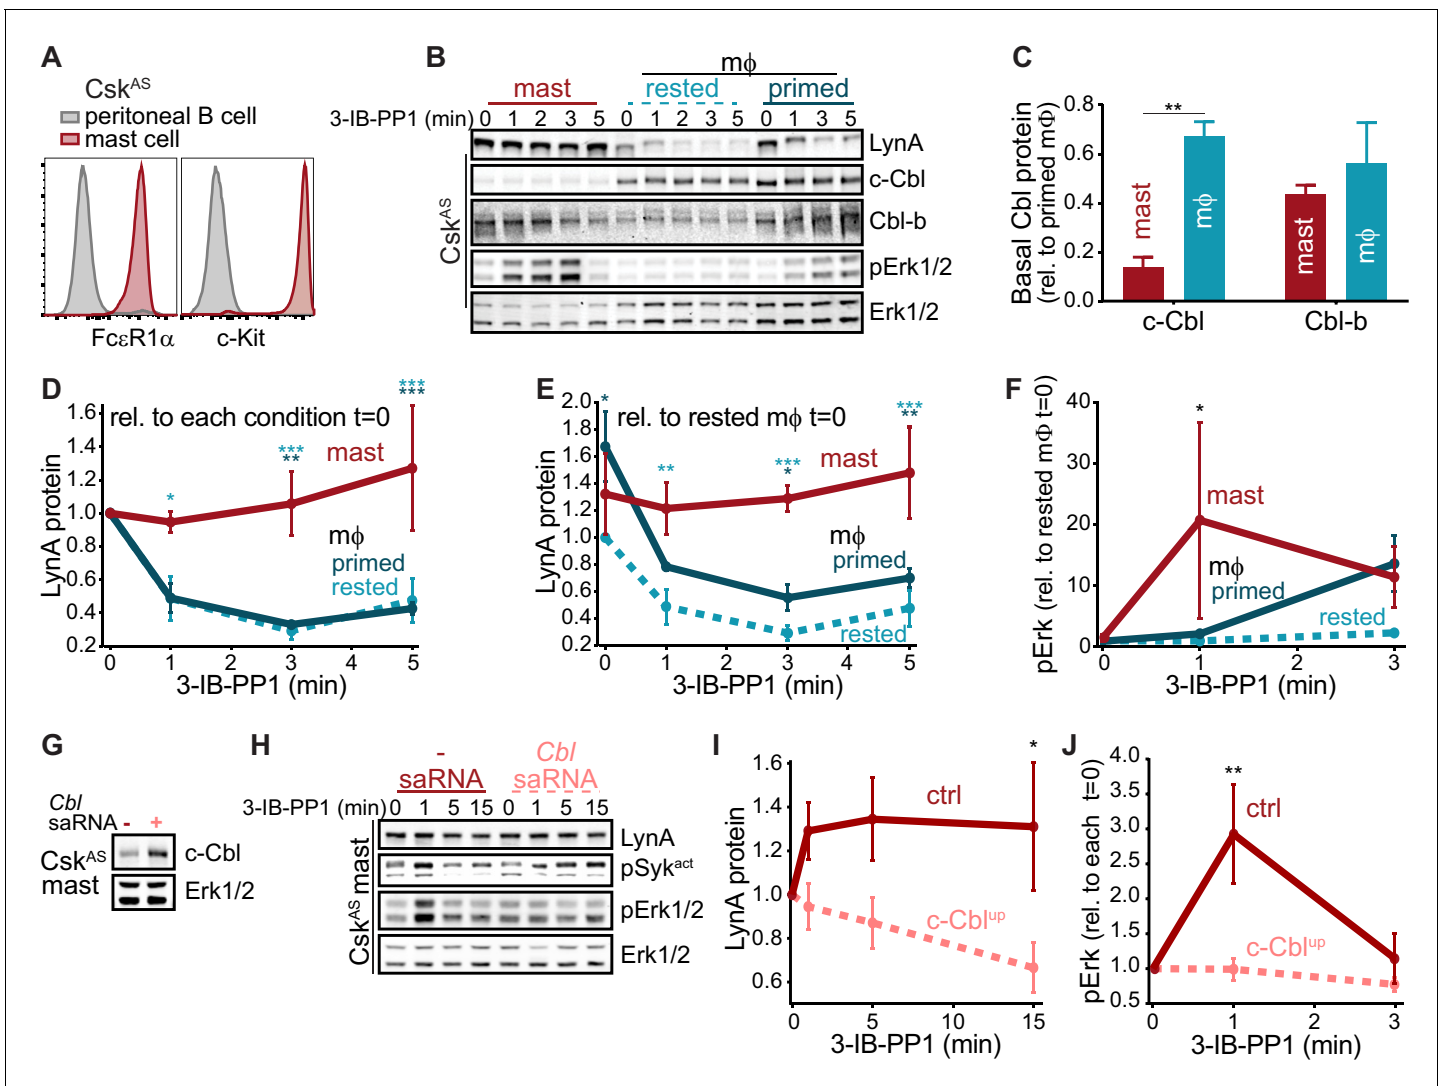 A
Csk^AS
peritoneal B cell
mast cell
FcεR1α
c-Kit
B
mϕ
mast
rested
primed
3-IB-PP1 (min)
0 1 2 3 5 0 1 2 3 5 0 1 3 5
Csk^AS
LynA
c-Cbl
Cbl-b
pErk1/2
Erk1/2
C
Basal Cbl protein
(rel. to primed mΦ)
0.8
0.6
0.4
0.2
0.0
**
mast
mϕ
mast
mϕ
c-Cbl
Cbl-b
D
rel. to each condition t=0
LynA protein
1.6
1.4
1.2
1.0
0.8
0.6
0.4
0.2
*
***
**
***
***
mast
mϕ
primed
rested
0 1 2 3 4 5
3-IB-PP1 (min)
E
rel. to rested mϕ t=0
LynA protein
2.0
1.8
1.6
1.4
1.2
1.0
0.8
0.6
0.4
0.2
*
**
***
*
***
**
mast
mϕ
primed
rested
0 1 2 3 4 5
3-IB-PP1 (min)
F
pErk (rel. to rested mΦ t=0)
40
30
20
10
0
*
mast
mϕ
primed
rested
0 1 2 3
3-IB-PP1 (min)
G
Cbl
saRNA - +
Csk^AS
mast
c-Cbl
Erk1/2
H
-
saRNA
Cbl
saRNA
3-IB-PP1 (min)
0 1 5 15 0 1 5 15
Csk^AS mast
LynA
pSyk^act
pErk1/2
Erk1/2
I
LynA protein
1.6
1.4
1.2
1.0
0.8
0.6
*
ctrl
c-Cbl^up
0 5 10 15
3-IB-PP1 (min)
J
pErk (rel. to each t=0)
4.0
3.5
3.0
2.5
2.0
1.5
1.0
0.5
**
ctrl
c-Cbl^up
0 1 2 3
3-IB-PP1 (min)